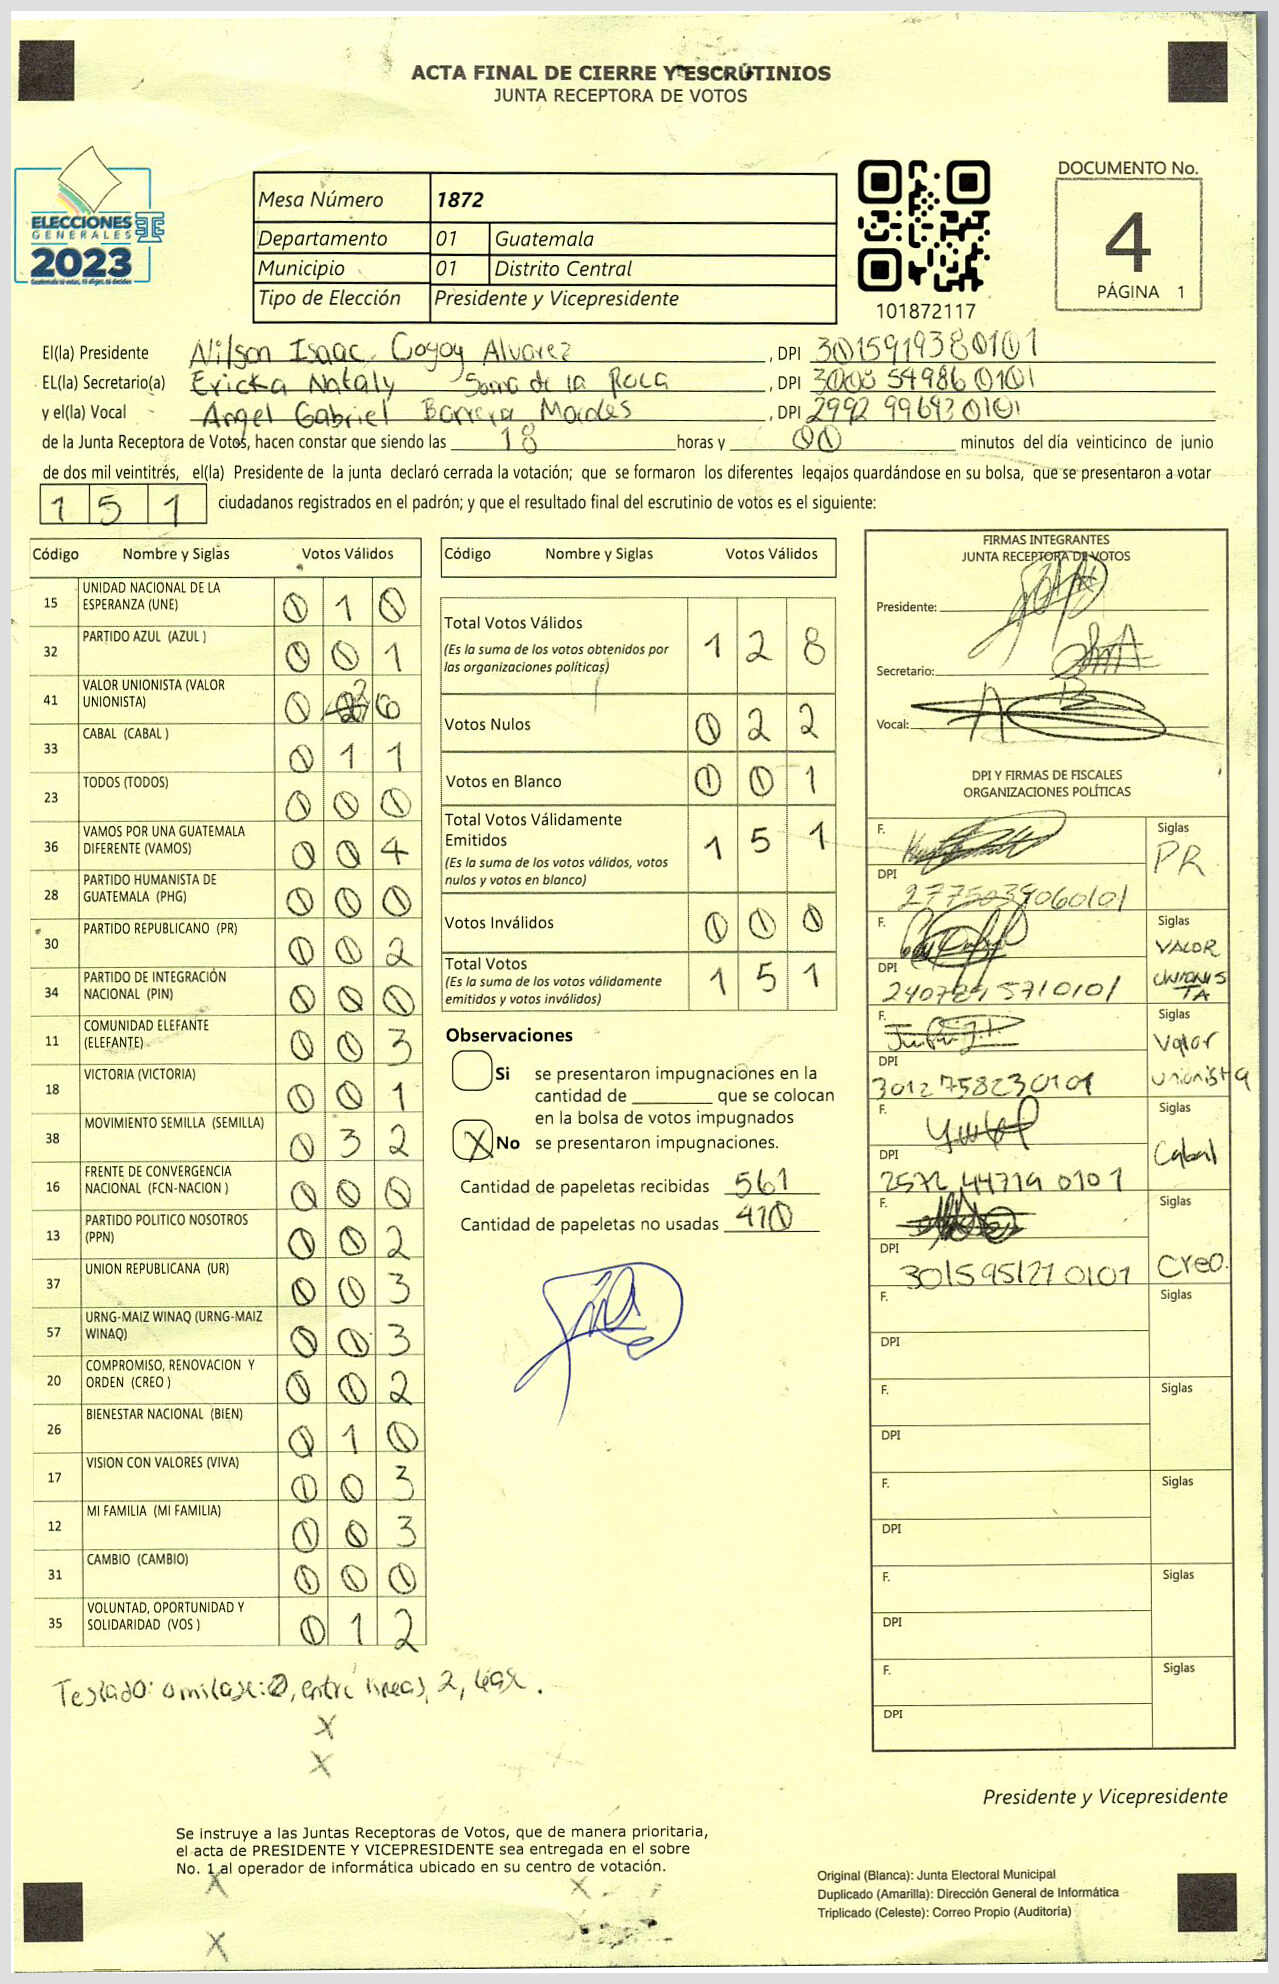 ACTA FINAL DE CIERRE Y ESCRÚTINIOS
JUNTA RECEPTORA DE VOTOS
ELECCIONES
GENERALES
2023
Mesa Número 1872
Departamento 01 Guatemala
Municipio 01 Distrito Central
Tipo de Elección Presidente y Vicepresidente
101872117
DOCUMENTO No.
4
PÁGINA 1
El(la) Presidente Nilson Isaac Coyoy Alvarez , DPI 3015919380101
EL(la) Secretario(a) Ericka Nataly de la Roca , DPI 3000 54986 0101
y el(la) Vocal Angel Gabriel Barrera Morales , DPI 2992 99693 0101
de la Junta Receptora de Votos, hacen constar que siendo las 18 horas y 00 minutos del día veinticinco de junio
de dos mil veintitrés, el(la) Presidente de la junta declaró cerrada la votación; que se formaron los diferentes legajos guardándose en su bolsa, que se presentaron a votar
1 5 1 ciudadanos registrados en el padrón; y que el resultado final del escrutinio de votos es el siguiente:
Código Nombre y Siglas Votos Válidos
15 UNIDAD NACIONAL DE LA ESPERANZA (UNE) 0 1 0
32 PARTIDO AZUL (AZUL ) 0 0 1
41 VALOR UNIONISTA (VALOR UNIONISTA) 0 2 6
33 CABAL (CABAL ) 0 1 1
23 TODOS (TODOS) 0 0 0
36 VAMOS POR UNA GUATEMALA DIFERENTE (VAMOS) 0 0 4
28 PARTIDO HUMANISTA DE GUATEMALA (PHG) 0 0 0
30 PARTIDO REPUBLICANO (PR) 0 0 2
34 PARTIDO DE INTEGRACIÓN NACIONAL (PIN) 0 0 0
11 COMUNIDAD ELEFANTE (ELEFANTE) 0 0 3
18 VICTORIA (VICTORIA) 0 0 1
38 MOVIMIENTO SEMILLA (SEMILLA) 0 3 2
16 FRENTE DE CONVERGENCIA NACIONAL (FCN-NACION ) 0 0 0
13 PARTIDO POLITICO NOSOTROS (PPN) 0 0 2
37 UNION REPUBLICANA (UR) 0 0 3
57 URNG-MAIZ WINAQ (URNG-MAIZ WINAQ) 0 0 3
20 COMPROMISO, RENOVACION Y ORDEN (CREO ) 0 0 2
26 BIENESTAR NACIONAL (BIEN) 0 1 0
17 VISION CON VALORES (VIVA) 0 0 3
12 MI FAMILIA (MI FAMILIA) 0 0 3
31 CAMBIO (CAMBIO) 0 0 0
35 VOLUNTAD, OPORTUNIDAD Y SOLIDARIDAD (VOS ) 0 1 2
Testado: omitase: 0, entre lineas, 2, lease.
X
X
Código Nombre y Siglas Votos Válidos
Total Votos Válidos 1 2 8
(Es la suma de los votos obtenidos por
las organizaciones políticas)
Votos Nulos 0 2 2
Votos en Blanco 0 0 1
Total Votos Válidamente
Emitidos 1 5 1
(Es la suma de los votos válidos, votos
nulos y votos en blanco)
Votos Inválidos 0 0 0
Total Votos 1 5 1
(Es la suma de los votos válidamente
emitidos y votos inválidos)
Observaciones
Si se presentaron impugnaciones en la
cantidad de ________ que se colocan
en la bolsa de votos impugnados
X No se presentaron impugnaciones.
Cantidad de papeletas recibidas 561
Cantidad de papeletas no usadas 410
FIRMAS INTEGRANTES
JUNTA RECEPTORA DE VOTOS
Presidente:
Secretario:
Vocal:
DPI Y FIRMAS DE FISCALES
ORGANIZACIONES POLÍTICAS
F. Siglas
PR
DPI
2775039060101
F. Siglas
VALOR
UNIONISTA
DPI
F. Siglas
Valor
Unionista
DPI
3012758230101
F. Siglas
Cabal
DPI
2572 44719 0101
F. Siglas
Creo.
DPI
3015951270101
F. Siglas
DPI
F. Siglas
DPI
F. Siglas
DPI
F. Siglas
DPI
F. Siglas
DPI
Presidente y Vicepresidente
Se instruye a las Juntas Receptoras de Votos, que de manera prioritaria,
el acta de PRESIDENTE Y VICEPRESIDENTE sea entregada en el sobre
No. 1 al operador de informática ubicado en su centro de votación.
X X
X
Original (Blanca): Junta Electoral Municipal
Duplicado (Amarilla): Dirección General de Informática
Triplicado (Celeste): Correo Propio (Auditoria)